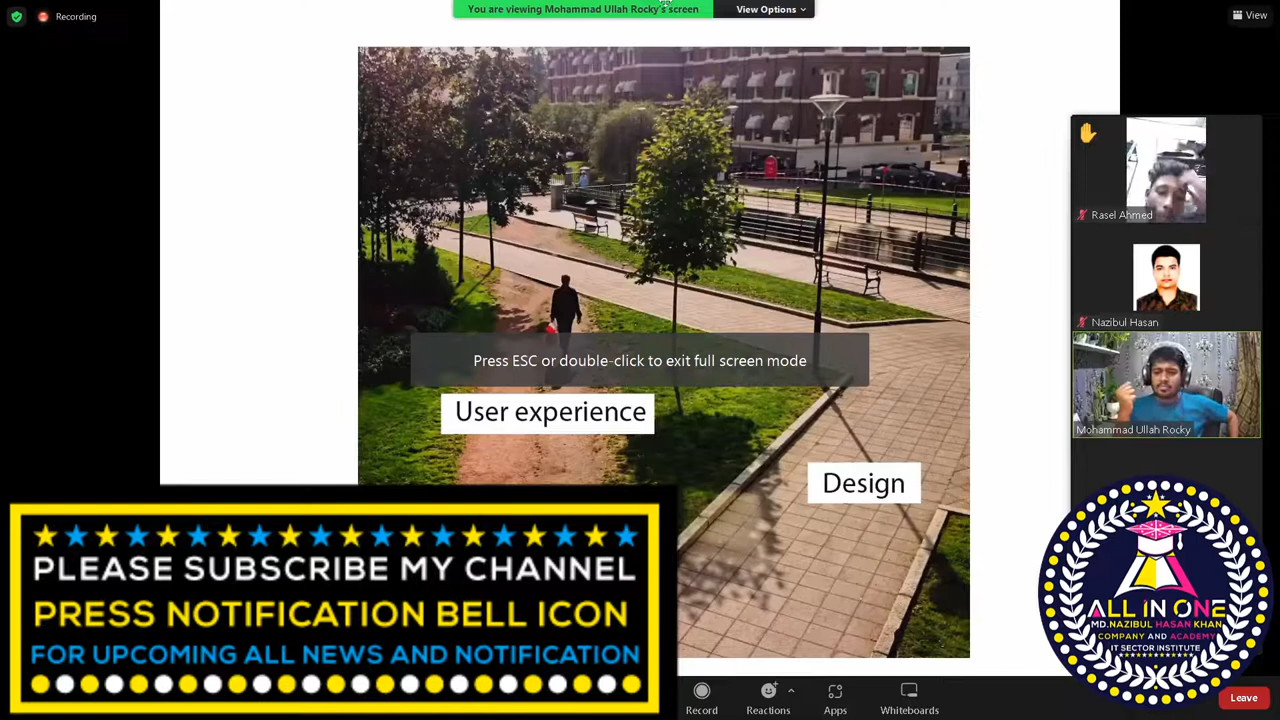 You are viewing Mohammad Ullah Rocky's screen
View Options
Recording
View
Rasel Ahmed
Nazibul Hasan
Press ESC or double-click to exit full screen mode
User experience
Mohammad Ullah Rocky
Design
PLEASE SUBSCRIBE MY CHANNEL
PRESS NOTIFICATION BELL ICON
FOR UPCOMING ALL NEWS AND NOTIFICATION
ALL IN ONE
MD.NAZIBUL HASAN KHAN
COMPANY AND ACADEMY
IT SECTOR INSTITUTE
Record
Reactions
Apps
Whiteboards
Leave